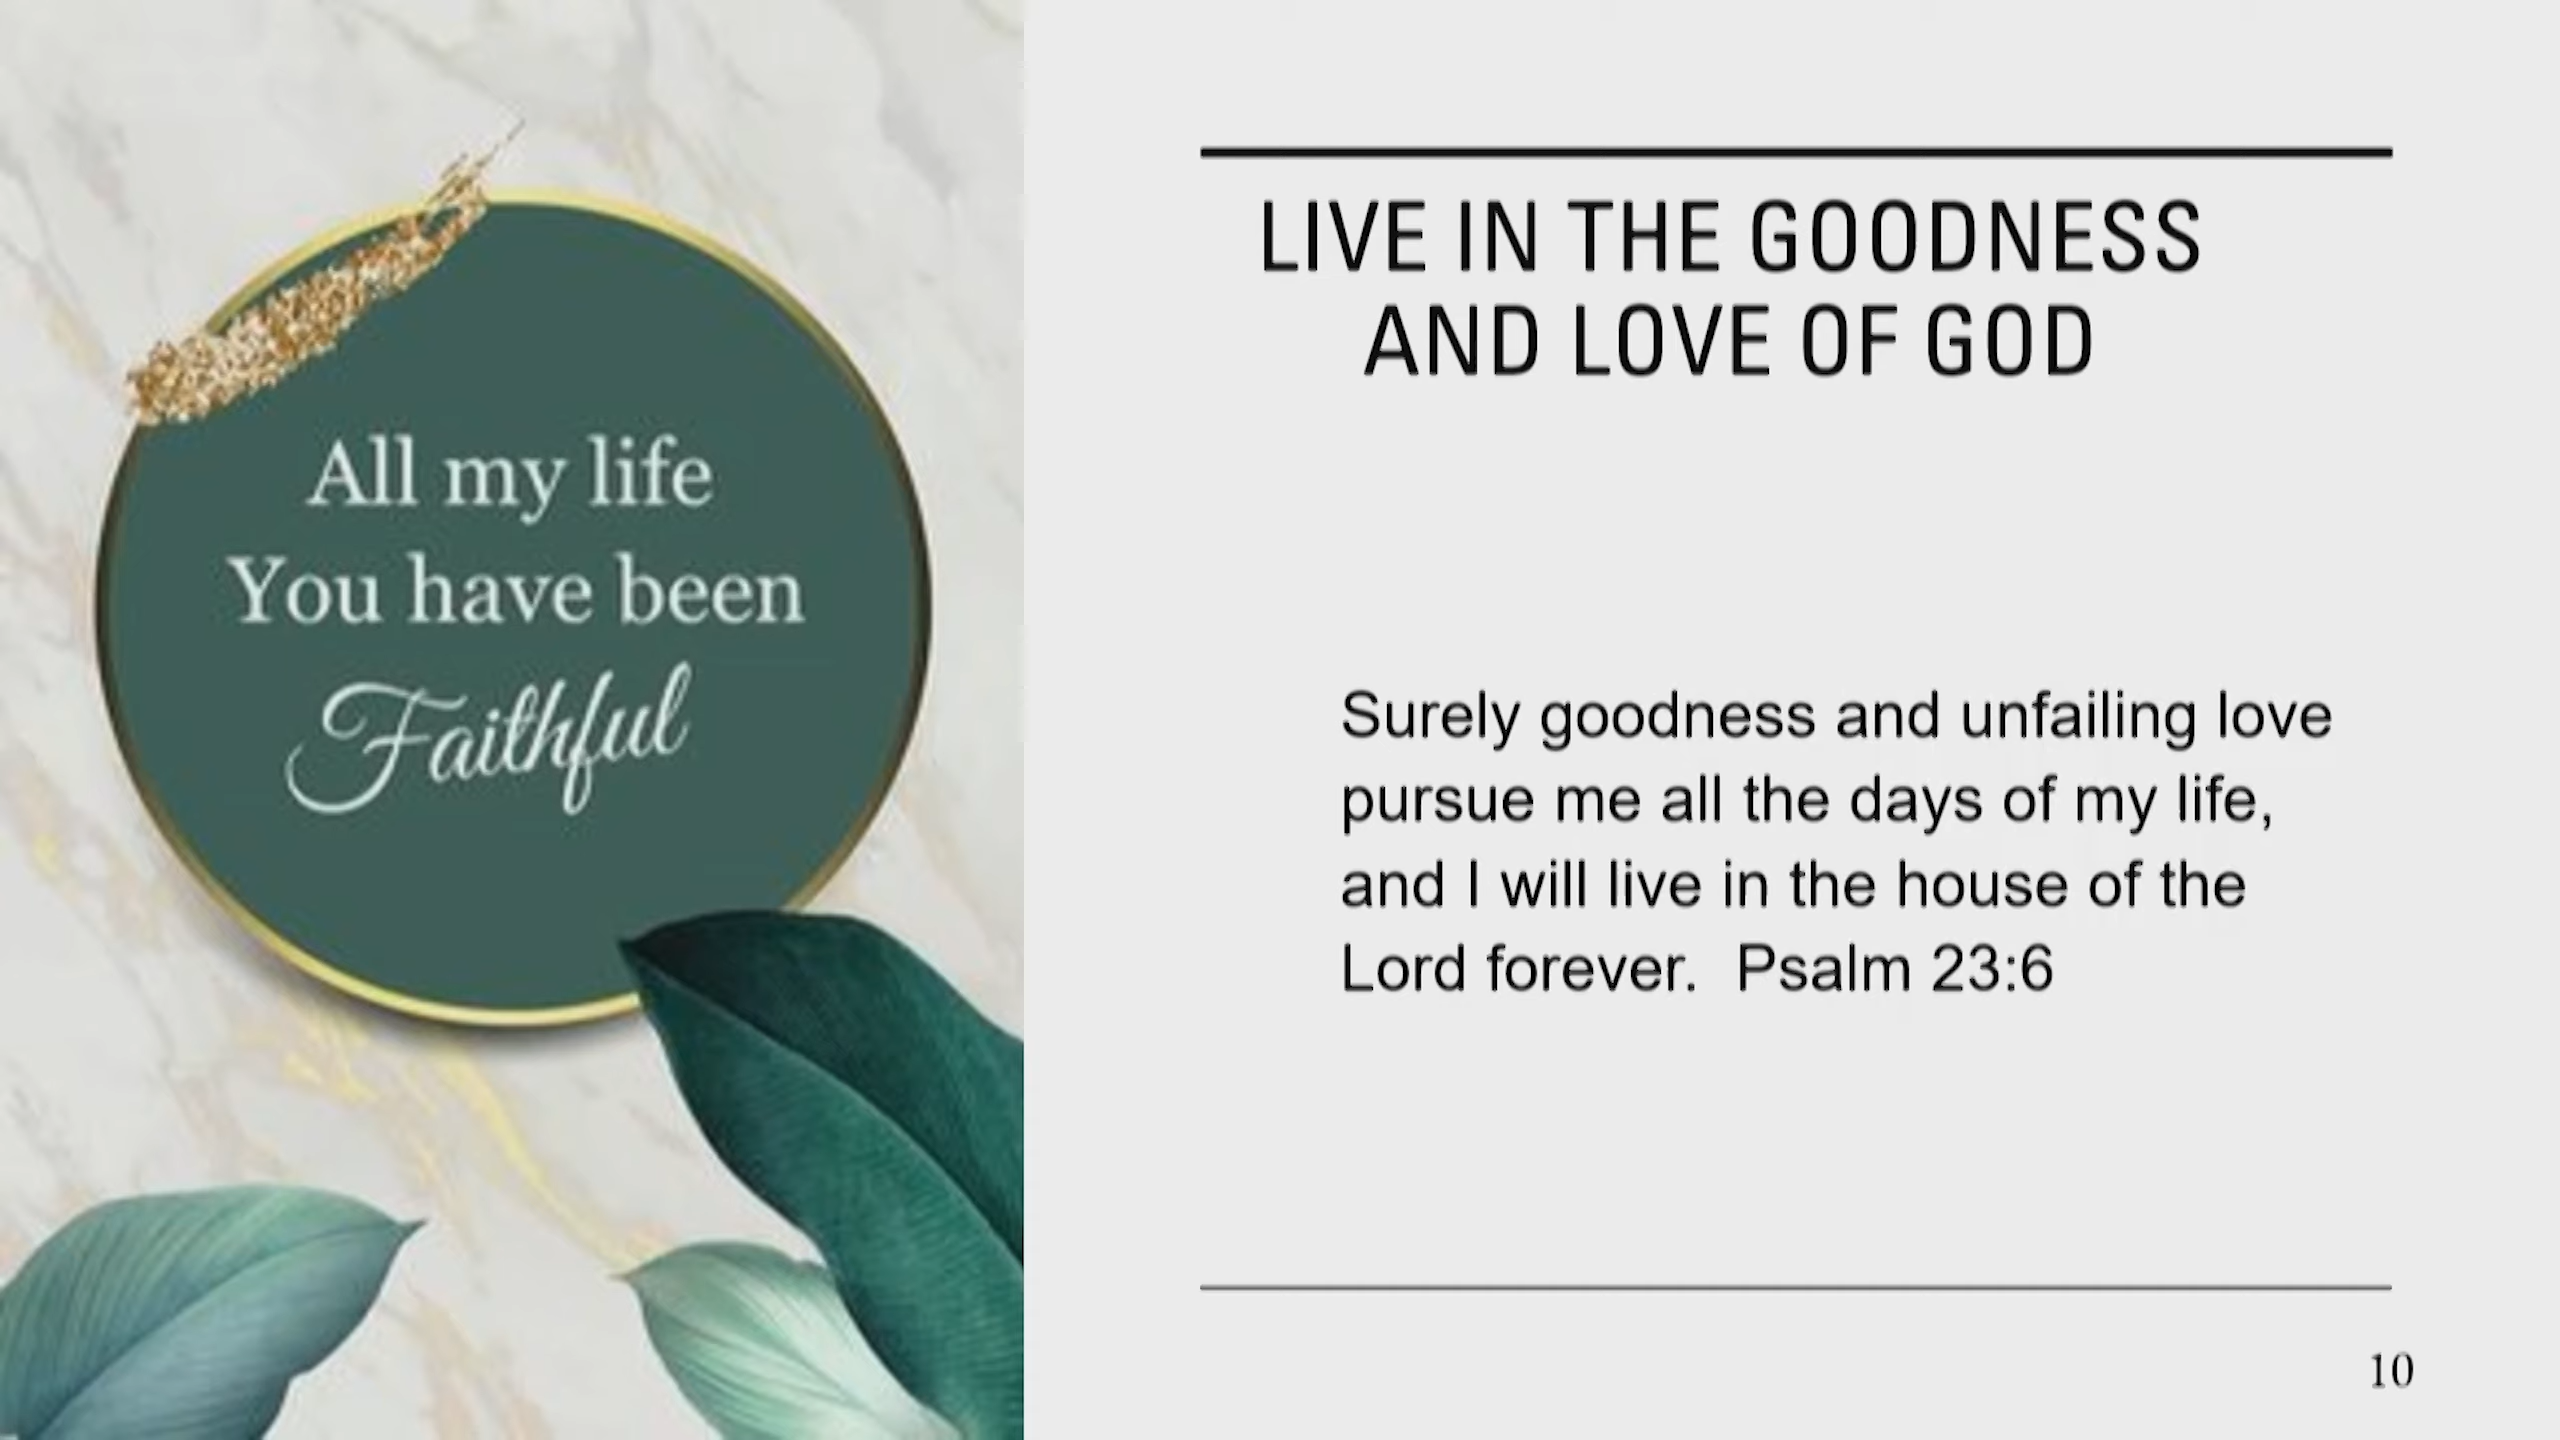 All my life
You have been
Faithful
LIVE IN THE GOODNESS
AND LOVE OF GOD
Surely goodness and unfailing love
pursue me all the days of my life,
and I will live in the house of the
Lord forever.  Psalm 23:6
10